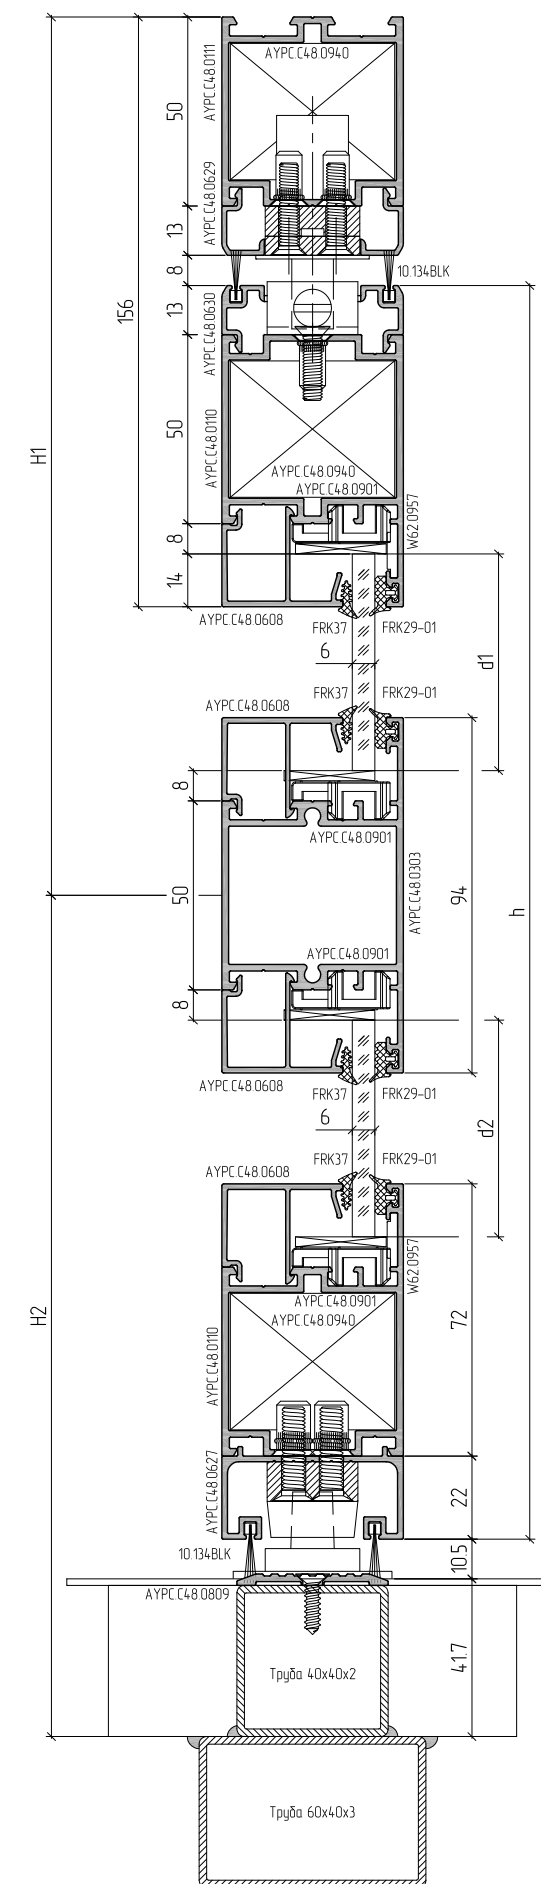 50
AYPC.C48.0111
AYPC.C48.0940
13
AYPC.C48.0629
8
10.134BLK
156
13
AYPC.C48.0630
H1
50
AYPC.C48.0110
AYPC.C48.0940
AYPC.C48.0901
W62.0957
8
14
AYPC.C48.0608
FRK37
FRK29-01
6
d1
FRK37
FRK29-01
AYPC.C48.0608
8
AYPC.C48.0901
50
AYPC.C48.0303
94
h
AYPC.C48.0901
8
AYPC.C48.0608
FRK37
FRK29-01
6
d2
FRK37
FRK29-01
AYPC.C48.0608
W62.0957
AYPC.C48.0901
AYPC.C48.0940
H2
72
AYPC.C48.0110
AYPC.C48.0627
22
10.134BLK
10.5
AYPC.C48.0809
41.7
Труба 40х40х2
Труба 60х40х3